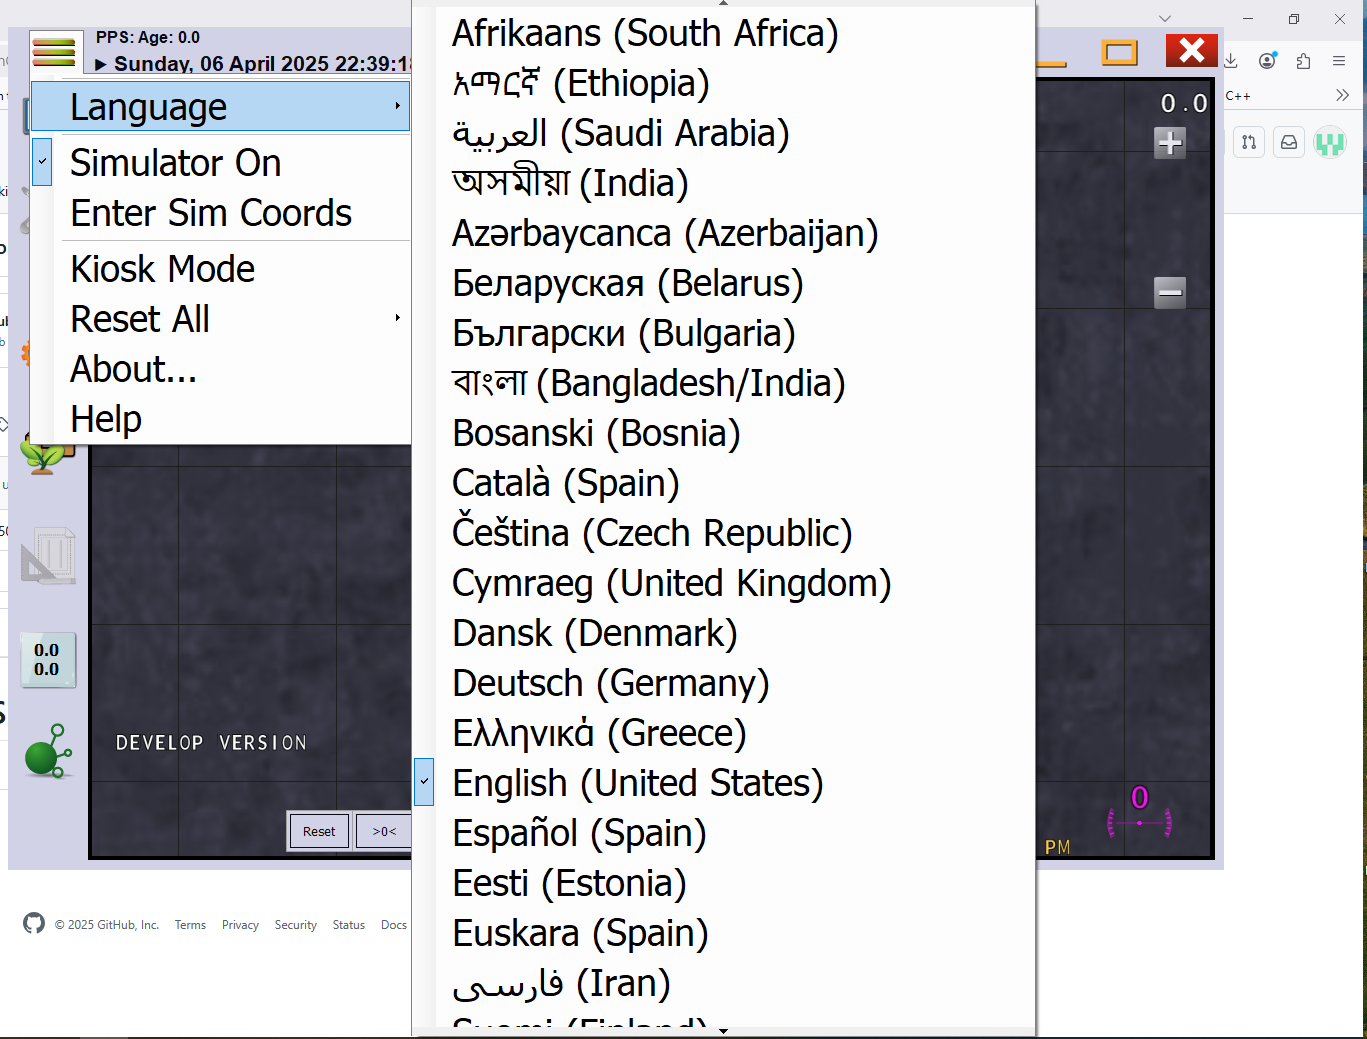 PPS: Age: 0.0
► Sunday, 06 April 2025 22:39:18
Language
Simulator On
Enter Sim Coords
Kiosk Mode
Reset All
About...
Help
Afrikaans (South Africa)
አማርኛ (Ethiopia)
العربية (Saudi Arabia)
অসমীয়া (India)
Azərbaycanca (Azerbaijan)
Беларуская (Belarus)
Български (Bulgaria)
বাংলা (Bangladesh/India)
Bosanski (Bosnia)
Català (Spain)
Čeština (Czech Republic)
Cymraeg (United Kingdom)
Dansk (Denmark)
Deutsch (Germany)
Ελληνικά (Greece)
English (United States)
Español (Spain)
Eesti (Estonia)
Euskara (Spain)
فارسی (Iran)
Suomi (Finland)
0.0
C++
0.0
0.0
DEVELOP VERSION
Reset
>0<
0
PM
© 2025 GitHub, Inc. Terms Privacy Security Status Docs